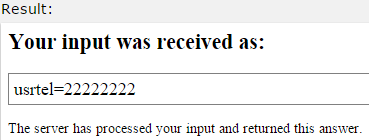 Result:
Your input was received as:
usrtel=22222222
The server has processed your input and returned this answer.